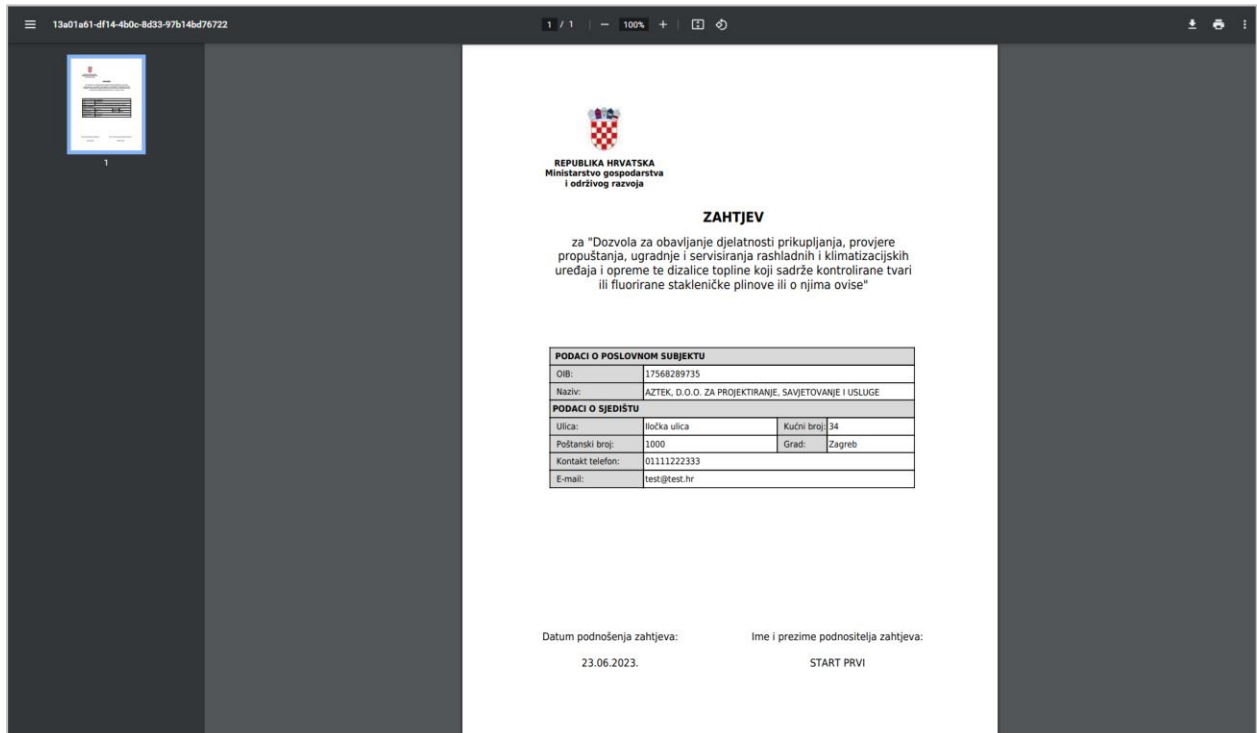 13a01a61-df14-4b0c-8d33-97b14bd76722
1 / 1
100%
1
REPUBLIKA HRVATSKA
Ministarstvo gospodarstva
i održivog razvoja
ZAHTJEV
za "Dozvola za obavljanje djelatnosti prikupljanja, provjere
propuštanja, ugradnje i servisiranja rashladnih i klimatizacijskih
uređaja i opreme te dizalice topline koji sadrže kontrolirane tvari
ili fluorirane stakleničke plinove ili o njima ovise"
PODACI O POSLOVNOM SUBJEKTU
OIB: 17568289735
Naziv: AZTEK, D.O.O. ZA PROJEKTIRANJE, SAVJETOVANJE I USLUGE
PODACI O SJEDIŠTU
Ulica: Iločka ulica Kućni broj: 34
Poštanski broj: 1000 Grad: Zagreb
Kontakt telefon: 01111222333
E-mail: test@test.hr
Datum podnošenja zahtjeva: Ime i prezime podnositelja zahtjeva:
23.06.2023. START PRVI